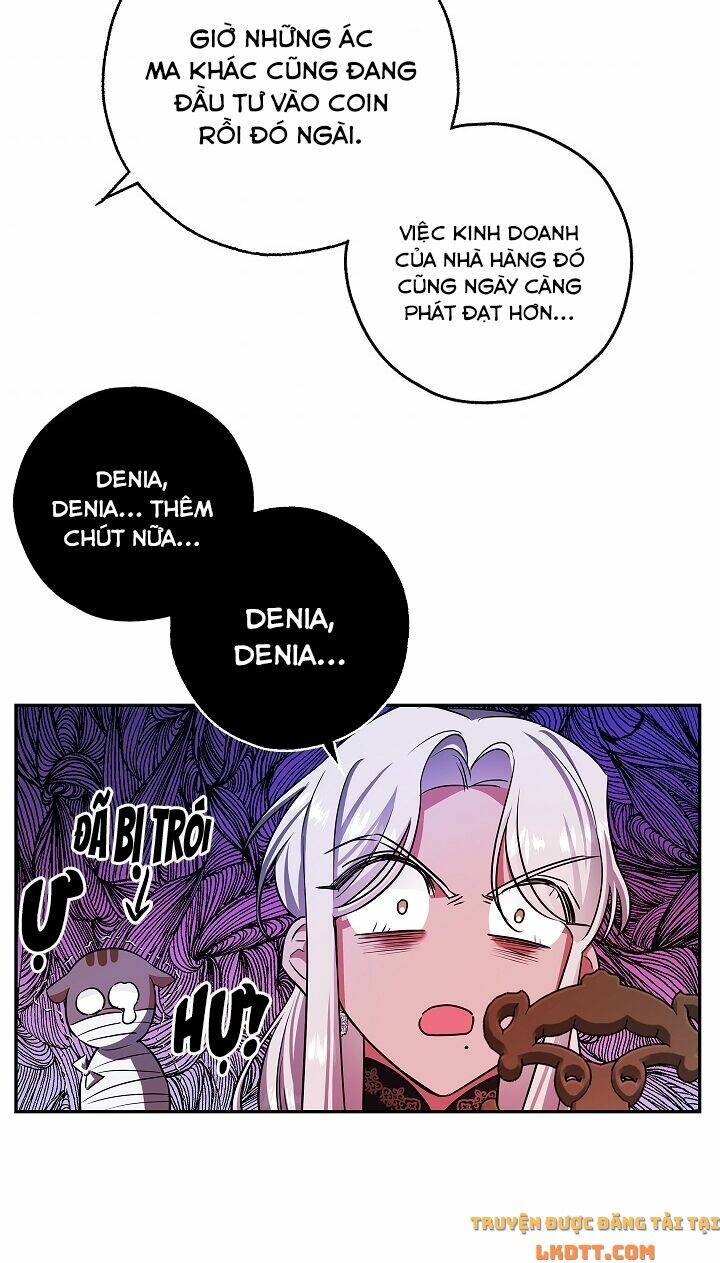 GIỜ NHỮNG ÁC
MA KHÁC CŨNG ĐANG
ĐẦU TƯ VÀO COIN
RỒI ĐÓ NGÀI.
VIỆC KINH DOANH
CỦA NHÀ HÀNG ĐÓ
CŨNG NGÀY CÀNG
PHÁT ĐẠT HƠN...
DENIA,
DENIA... THÊM
CHÚT NỮA...
DENIA,
DENIA...
ĐÃ BỊ TRÓI
Ự
HỰ?
TRUYỆN ĐƯỢC ĐĂNG TẢI TẠI
LKDTT.COM